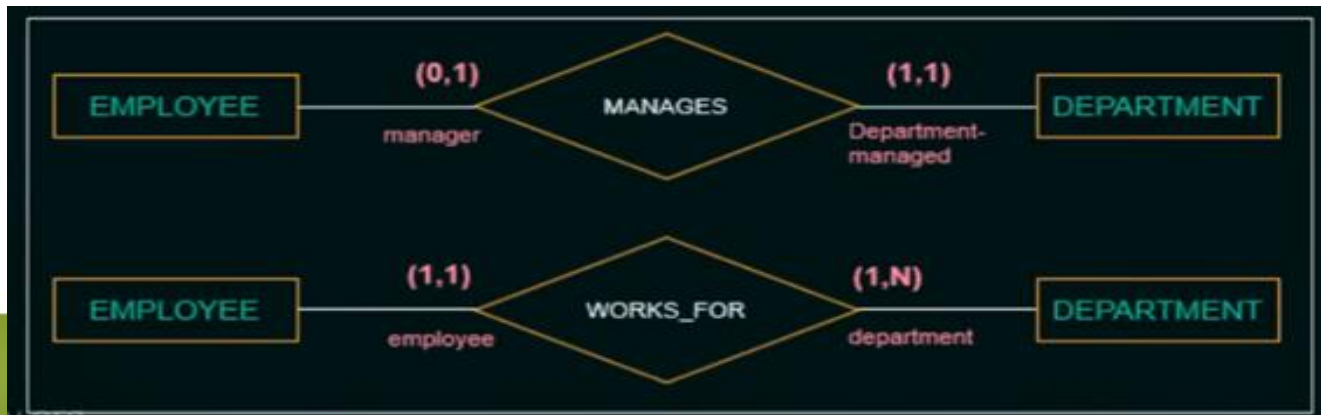 (0,1)
(1,1)
EMPLOYEE
MANAGES
DEPARTMENT
manager
Department-
managed
(1,1)
(1,N)
EMPLOYEE
WORKS_FOR
DEPARTMENT
employee
department